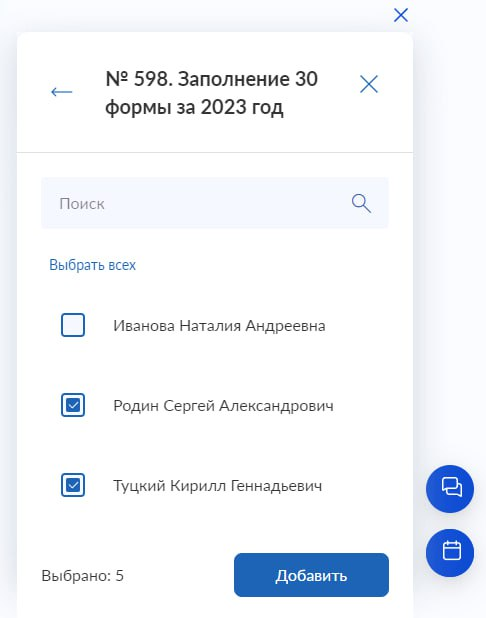 № 598. Заполнение 30
формы за 2023 год
Поиск
Выбрать всех
Иванова Наталия Андреевна
Родин Сергей Александрович
Туцкий Кирилл Геннадьевич
Выбрано: 5
Добавить